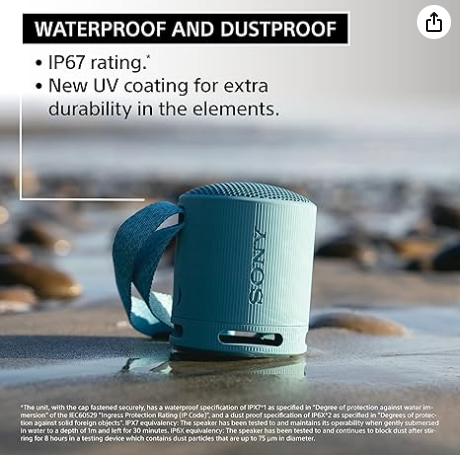 WATERPROOF AND DUSTPROOF
• IP67 rating.*
• New UV coating for extra
durability in the elements.
SONY
*The unit, with the cap fastened securely, has a waterproof specification of IPX7*1 as specified in "Degree of protection against water im-
mersion" of the IEC60529 "Ingress Protection Rating (IP Code)", and a dust proof specification of IP6X*2 as specified in "Degrees of protec-
tion against solid foreign objects". IPX7 equivalency: The speaker has been tested to and maintains its operability when gently submersed
in water to a depth of 1m and left for 30 minutes. IP6X equivalency: The speaker has been tested to and continues to block dust after stir-
ring for 8 hours in a testing device which contains dust particles that are up to 75 μm in diameter.